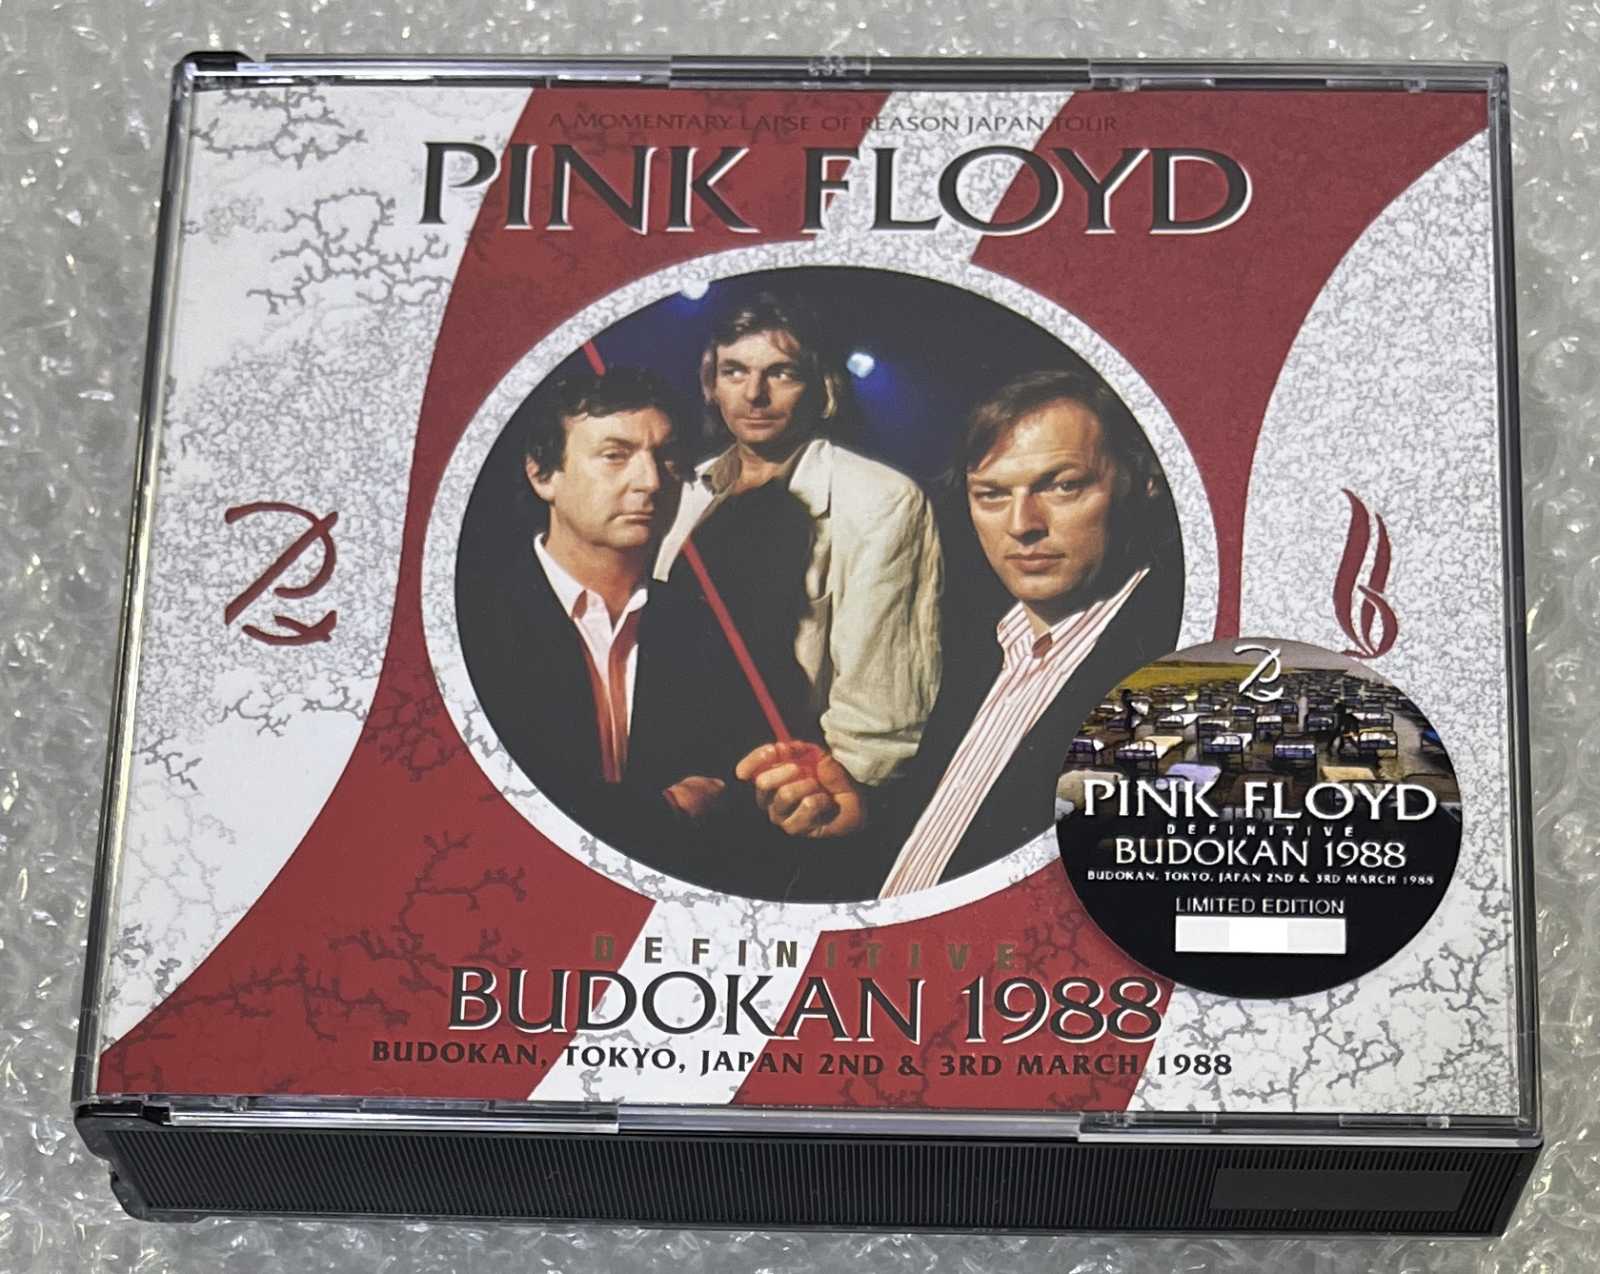 A MOMENTARY LAPSE OF REASON JAPAN TOUR
PINK FLOYD
DEFINITIVE
BUDOKAN 1988
BUDOKAN, TOKYO, JAPAN 2ND & 3RD MARCH 1988
PINK FLOYD
DEFINITIVE
BUDOKAN 1988
BUDOKAN, TOKYO, JAPAN 2ND & 3RD MARCH 1988
LIMITED EDITION